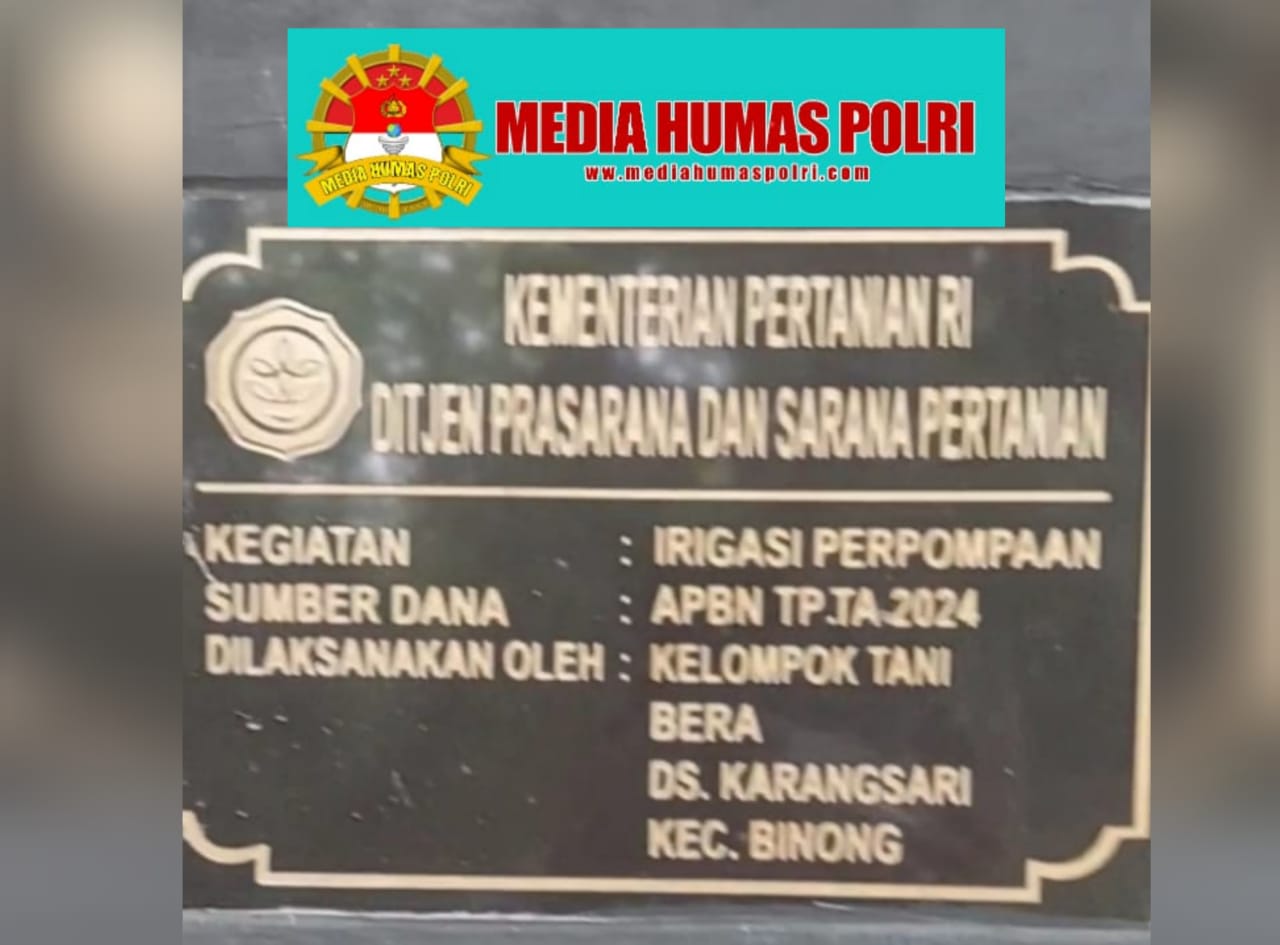 MEDIA HUMAS POLRI
MEDIA HUMAS POLRI
ww.mediahumaspolri.com
KEMENTERIAN PERTANIAN RI
DITJEN PRASARANA DAN SARANA PERTANIAN
KEGIATAN : IRIGASI PERPOMPAAN
SUMBER DANA : APBN TP.TA.2024
DILAKSANAKAN OLEH : KELOMPOK TANI
BERA
DS. KARANGSARI
KEC. BINONG